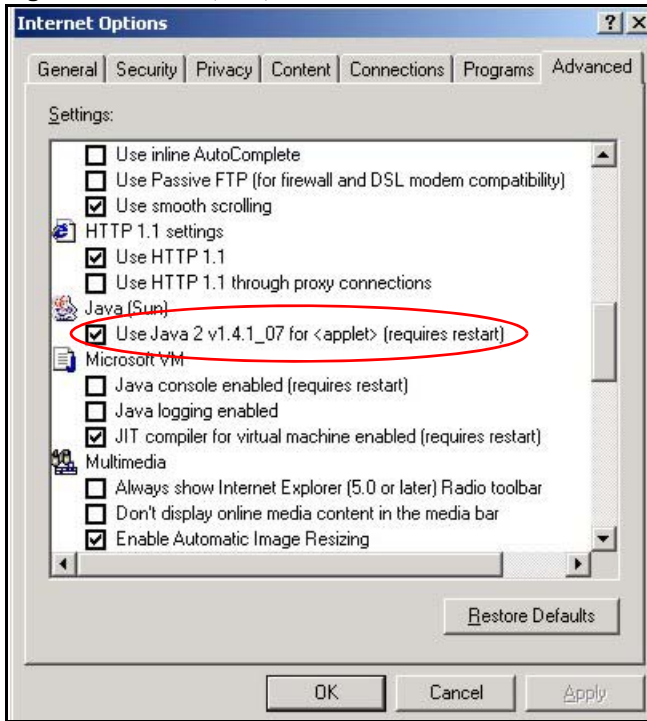 Internet Options
General Security Privacy Content Connections Programs Advanced
Settings:
Use inline AutoComplete
Use Passive FTP (for firewall and DSL modem compatibility)
Use smooth scrolling
HTTP 1.1 settings
Use HTTP 1.1
Use HTTP 1.1 through proxy connections
Java (Sun)
Use Java 2 v1.4.1_07 for <applet> (requires restart)
Microsoft VM
Java console enabled (requires restart)
Java logging enabled
JIT compiler for virtual machine enabled (requires restart)
Multimedia
Always show Internet Explorer (5.0 or later) Radio toolbar
Don't display online media content in the media bar
Enable Automatic Image Resizing
Restore Defaults
OK Cancel Apply